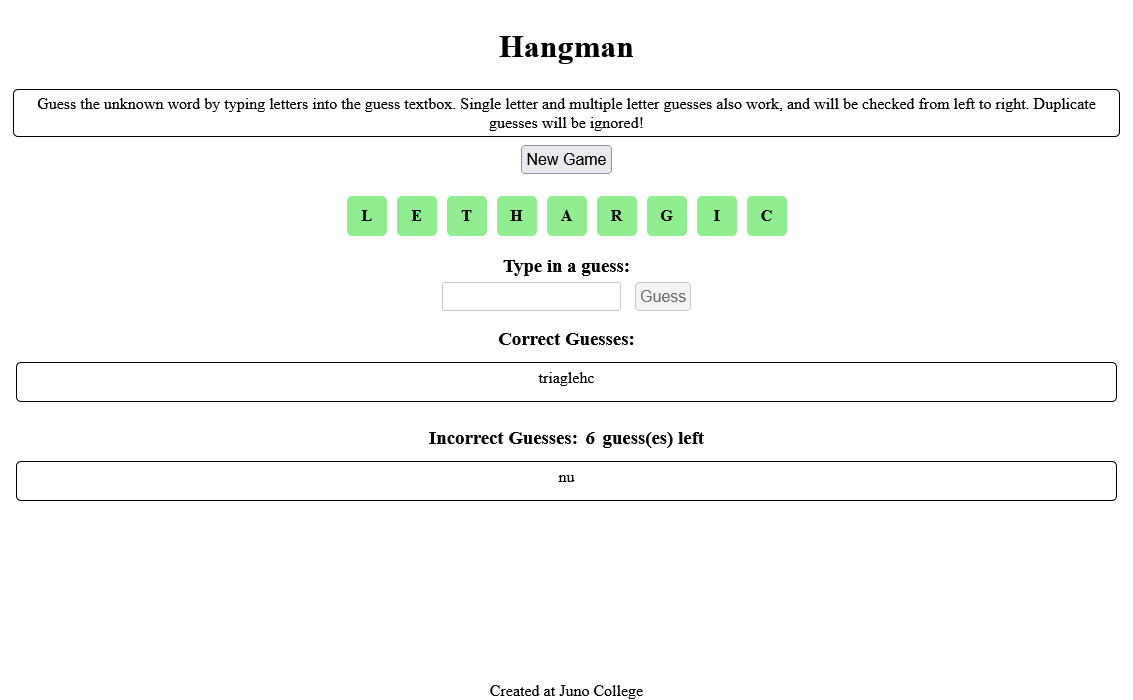 Hangman
Guess the unknown word by typing letters into the guess textbox. Single letter and multiple letter guesses also work, and will be checked from left to right. Duplicate
guesses will be ignored!
New Game
L E T H A R G I C
Type in a guess:
Guess
Correct Guesses:
triaglehc
Incorrect Guesses: 6 guess(es) left
nu
Created at Juno College